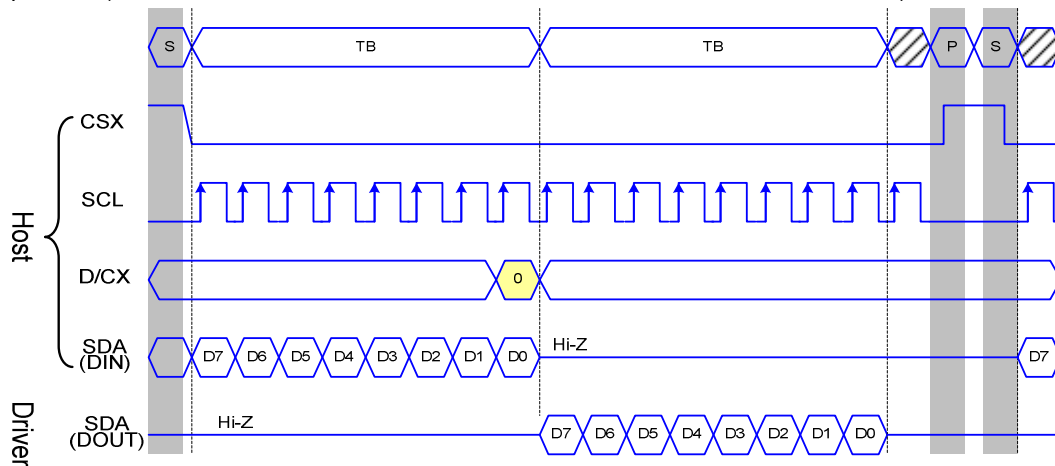 S TB TB P S
CSX
SCL
Host
D/CX 0
SDA
(DIN) D7 D6 D5 D4 D3 D2 D1 D0 Hi-Z D7
Driver
SDA
(DOUT) Hi-Z D7 D6 D5 D4 D3 D2 D1 D0